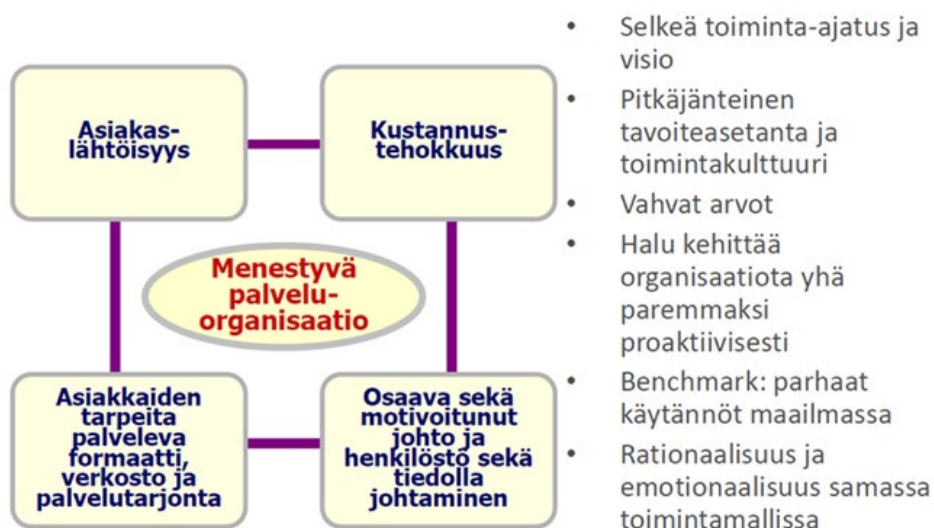 Asiakas-
lähtöisyys
Kustannus-
tehokkuus
Menestyvä
palvelu-
organisaatio
Asiakkaiden
tarpeita
palveleva
formaatti,
verkosto ja
palvelutarjonta
Osaava sekä
motivoitunut
johto ja
henkilöstö sekä
tiedolla
johtaminen
• Selkeä toiminta-ajatus ja
visio
• Pitkäjänteinen
tavoiteasetanta ja
toimintakulttuuri
• Vahvat arvot
• Halu kehittää
organisaatiota yhä
paremmaksi
proaktiivisesti
• Benchmark: parhaat
käytännöt maailmassa
• Rationaalisuus ja
emotionaalisuus samassa
toimintamallissa